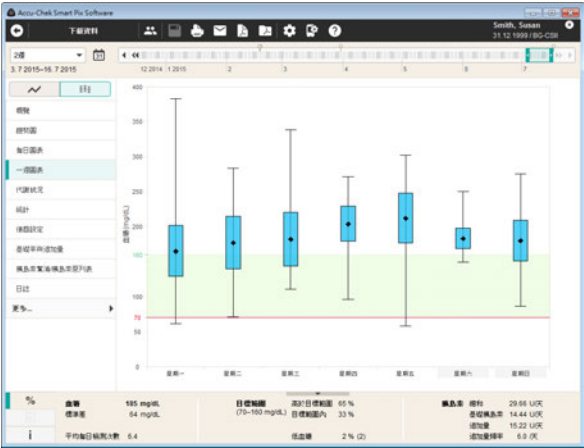 Accu-Chek Smart Pix Software
下載資料
Smith, Susan
31.12.1999 / BG-CSII
2週
3. 7 2015-16. 7 2015
12 2014 1 2015 2 3 4 5 6 7
概覽
趨勢圖
每日圖表
一週圖表
代謝狀況
統計
儀器設定
基礎率與追加量
胰島素幫浦/胰島素原列表
日誌
更多...
血糖 (mg/dL)
400
350
300
250
200
160
100
70
50
0
星期一 星期二 星期三 星期四 星期五 星期六 星期日
%
血糖 185 mg/dL
標準差 64 mg/dL
平均每日檢測次數 6.4
目標範圍 (70-160 mg/dL)
高於目標範圍 65 %
目標範圍內 33 %
低血糖 2 % (2)
胰島素 總和 29.66 U/天
基礎胰島素 14.44 U/天
追加量 15.22 U/天
追加量頻率 6.0 /天